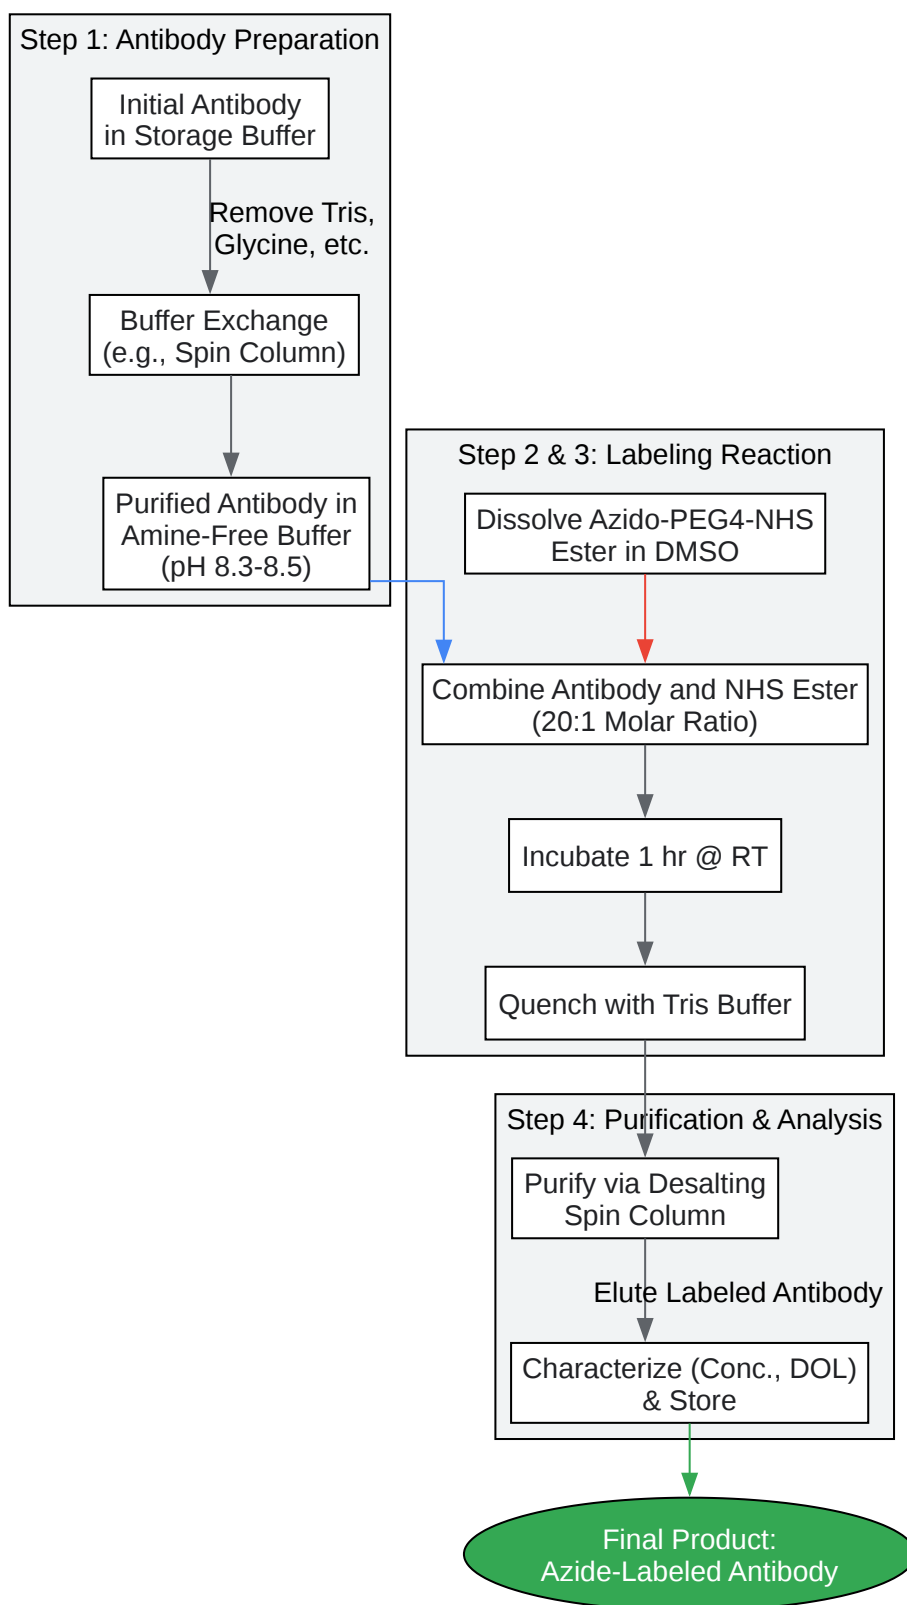 Step 1: Antibody Preparation
Initial Antibody
in Storage Buffer
Remove Tris,
Glycine, etc.
Buffer Exchange
(e.g., Spin Column)
Purified Antibody in
Amine-Free Buffer
(pH 8.3-8.5)
Step 2 & 3: Labeling Reaction
Dissolve Azido-PEG4-NHS
Ester in DMSO
Combine Antibody and NHS Ester
(20:1 Molar Ratio)
Incubate 1 hr @ RT
Quench with Tris Buffer
Step 4: Purification & Analysis
Purify via Desalting
Spin Column
Elute Labeled Antibody
Characterize (Conc., DOL)
& Store
Final Product:
Azide-Labeled Antibody